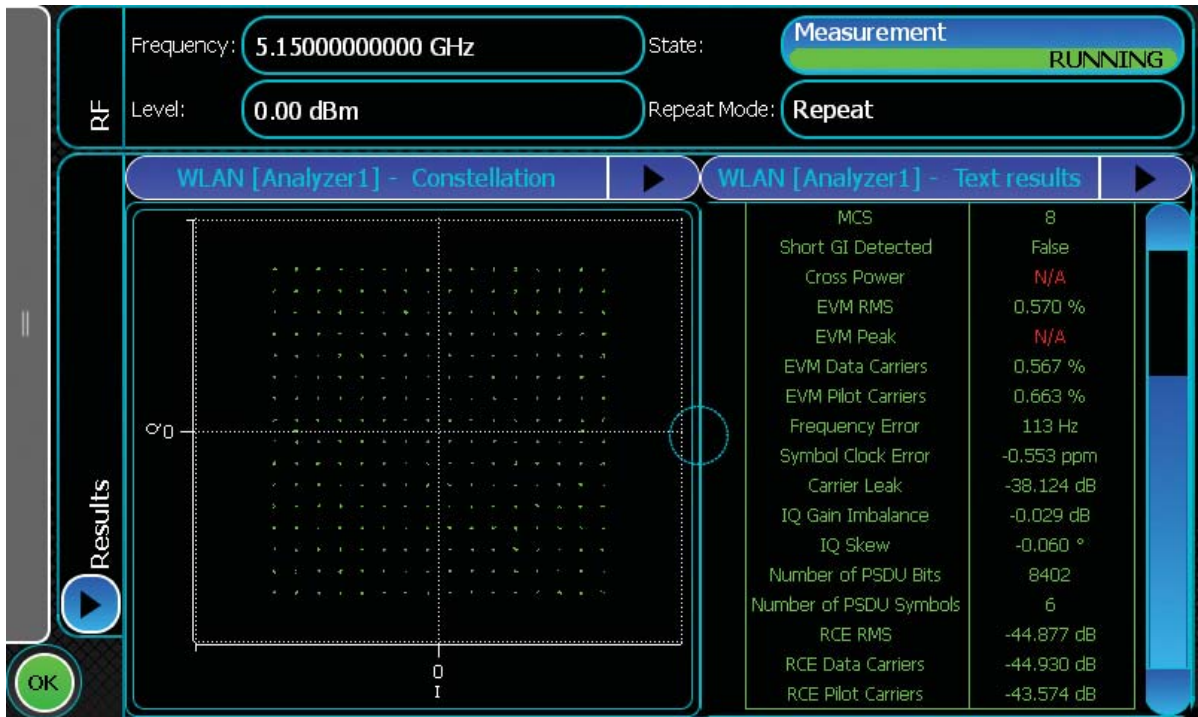 Frequency: 5.15000000000 GHz State: Measurement
RUNNING
RF
Level: 0.00 dBm Repeat Mode: Repeat
WLAN [Analyzer1] - Constellation
WLAN [Analyzer1] - Text results
Results
Q
0
0
I
MCS 8
Short GI Detected False
Cross Power N/A
EVM RMS 0.570 %
EVM Peak N/A
EVM Data Carriers 0.567 %
EVM Pilot Carriers 0.663 %
Frequency Error 113 Hz
Symbol Clock Error -0.553 ppm
Carrier Leak -38.124 dB
IQ Gain Imbalance -0.029 dB
IQ Skew -0.060 °
Number of PSDU Bits 8402
Number of PSDU Symbols 6
RCE RMS -44.877 dB
RCE Data Carriers -44.930 dB
RCE Pilot Carriers -43.574 dB
OK